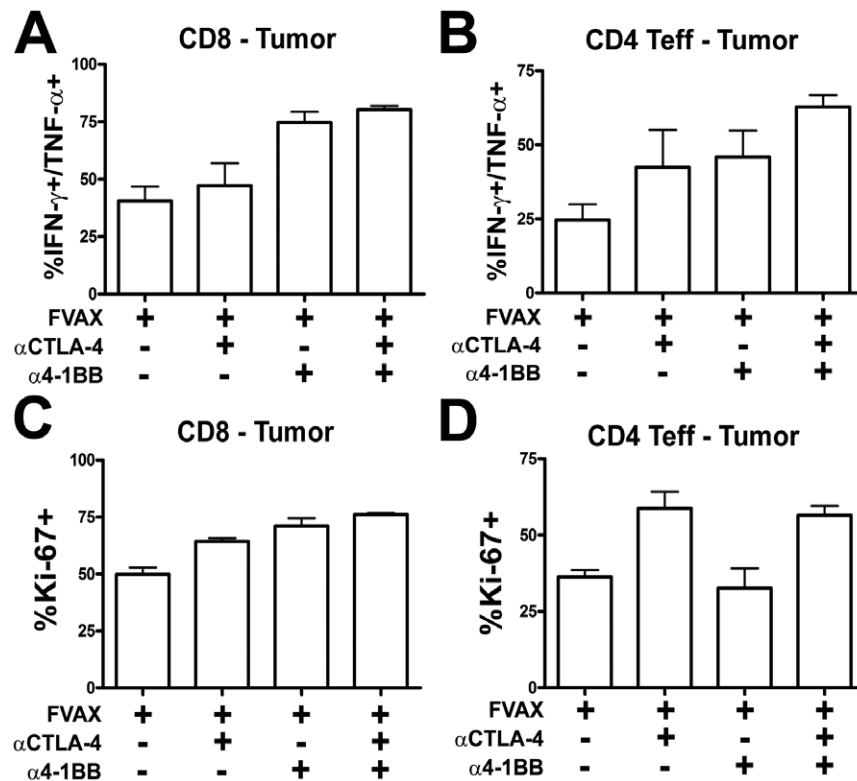 A
CD8 - Tumor
%IFN-γ+/TNF-α+
100
75
50
25
0
FVAX + + + +
αCTLA-4 - + - +
α4-1BB - - + +
B
CD4 Teff - Tumor
%IFN-γ+/TNF-α+
75
50
25
0
FVAX + + + +
αCTLA-4 - + - +
α4-1BB - - + +
C
CD8 - Tumor
%Ki-67+
100
75
50
25
0
FVAX + + + +
αCTLA-4 - + - +
α4-1BB - - + +
D
CD4 Teff - Tumor
%Ki-67+
75
50
25
0
FVAX + + + +
αCTLA-4 - + - +
α4-1BB - - + +